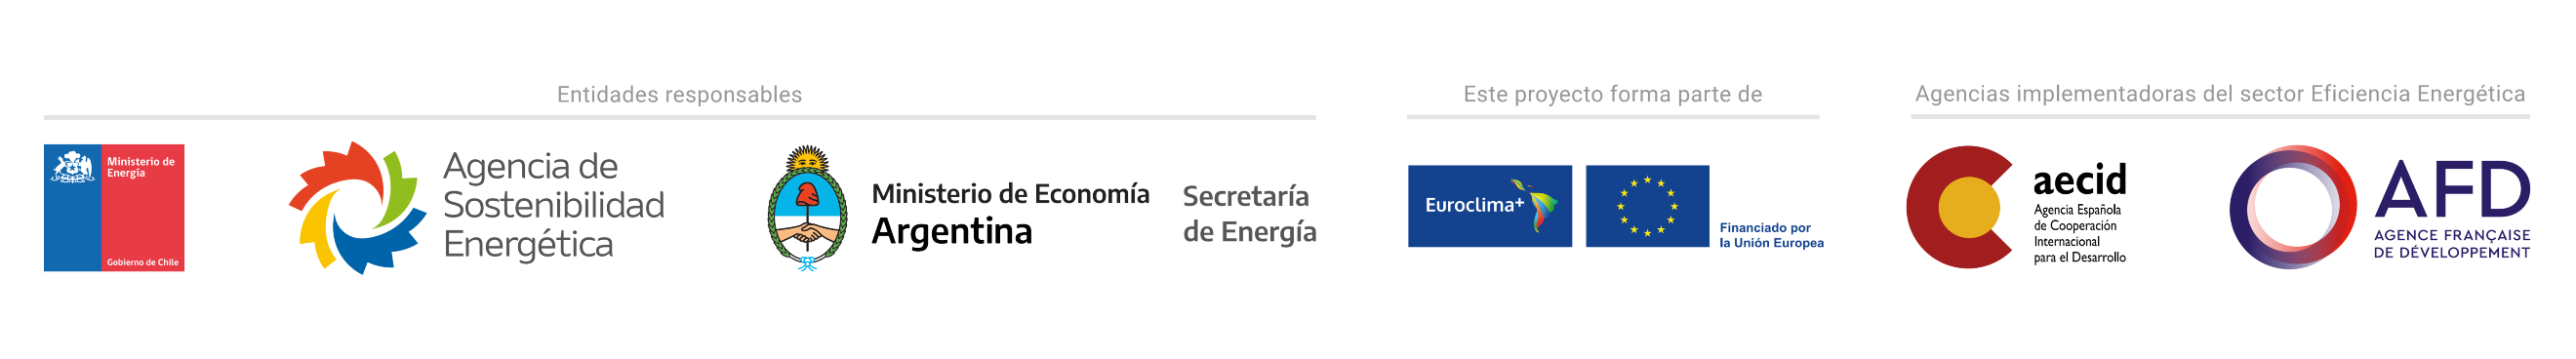 Entidades responsables
Ministerio de
Energía
Gobierno de Chile
Agencia de
Sostenibilidad
Energética
Ministerio de Economía
Argentina
Secretaría
de Energía
Este proyecto forma parte de
Euroclima+
Financiado por
la Unión Europea
Agencias implementadoras del sector Eficiencia Energética
aecid
Agencia Española
de Cooperación
Internacional
para el Desarrollo
AFD
AGENCE FRANÇAISE
DE DÉVELOPPEMENT